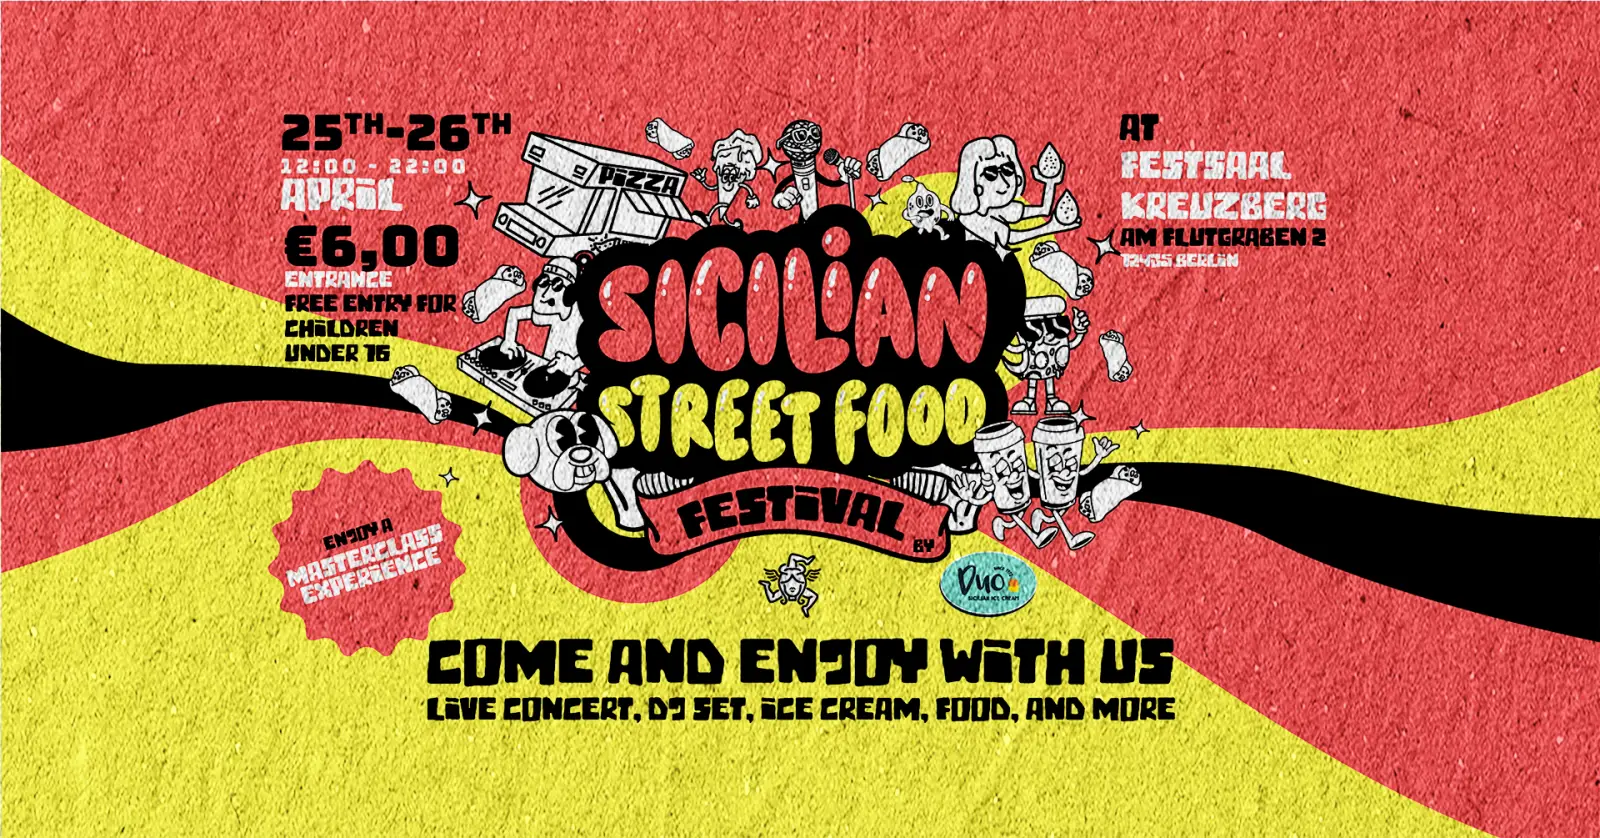 25TH-26TH
12:00 - 22:00
APRIL
€6,00
ENTRANCE
FREE ENTRY FOR
CHILDREN
UNDER 16
AT
FESTSAAL
KREUZBERG
AM FLUTGRABEN 2
12435 BERLIN
PIZZA
SICILIAN
STREET FOOD
FESTIVAL
BY
Duo
SICILIAN ICE CREAM
ENJOY A
MASTERCLASS
EXPERIENCE
COME AND ENJOY WITH US
LIVE CONCERT, DJ SET, ICE CREAM, FOOD, AND MORE